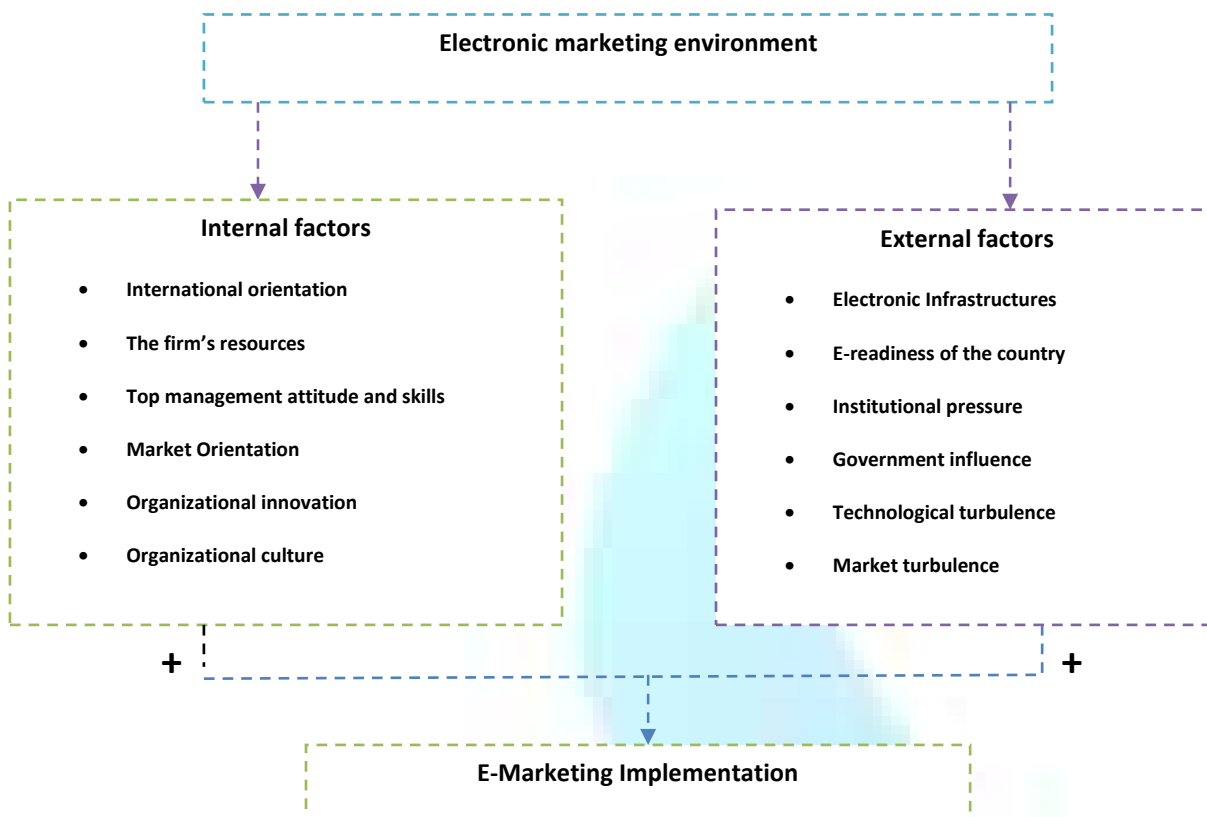 Electronic marketing environment
Internal factors
• International orientation
• The firm’s resources
• Top management attitude and skills
• Market Orientation
• Organizational innovation
• Organizational culture
External factors
• Electronic Infrastructures
• E-readiness of the country
• Institutional pressure
• Government influence
• Technological turbulence
• Market turbulence
+
+
E-Marketing Implementation